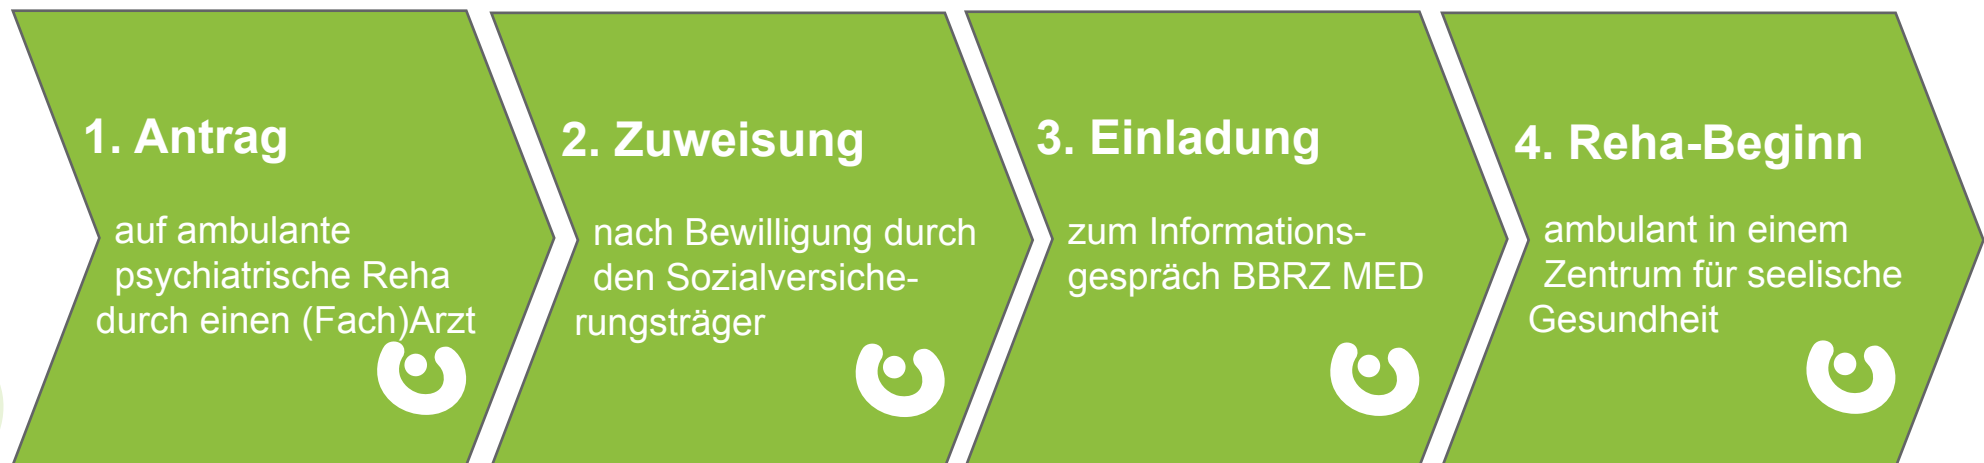 1. Antrag
auf ambulante
psychiatrische Reha
durch einen (Fach)Arzt
2. Zuweisung
nach Bewilligung durch
den Sozialversiche-
rungsträger
3. Einladung
zum Informations-
gespräch BBRZ MED
4. Reha-Beginn
ambulant in einem
Zentrum für seelische
Gesundheit